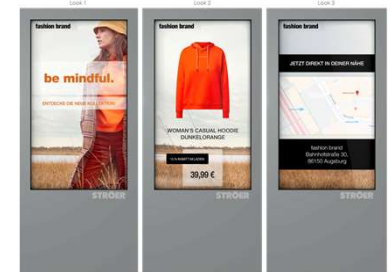 Look 1
fashion brand
be mindful.
ENTDECKE DIE NEUE KOLLEKTION
STRÖER
Look 2
fashion brand
WOMAN'S CASUAL HOODIE
DUNKELORANGE
39,99 €
STRÖER
Look 3
fashion brand
JETZT DIREKT IN DEINER NÄHE
fashion brand
Bahnhofstraße 30,
86150 Augsburg
STRÖER